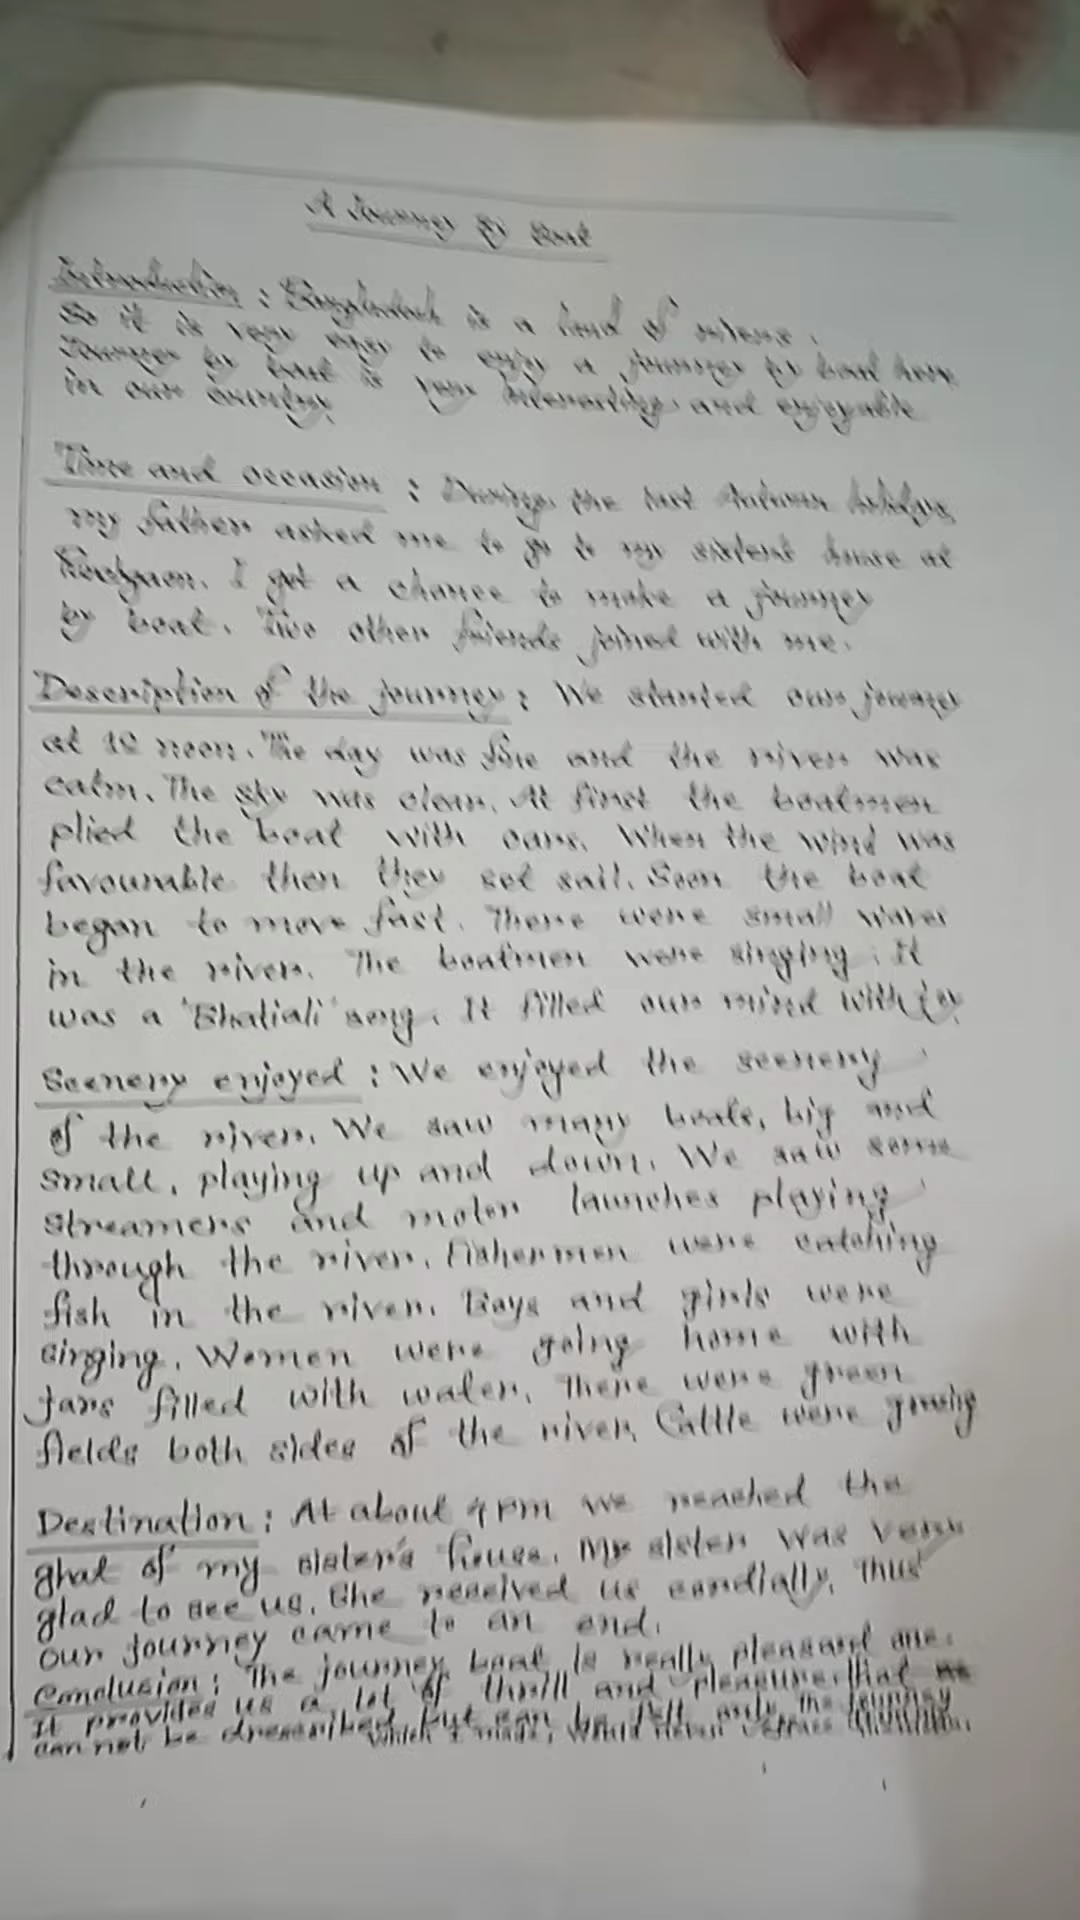 A Journey By Boat
Introduction : Bangladesh is a land of rivers.
So it is very easy to enjoy a journey by boat here
Journey by boat is very interesting and enjoyable
in our country.
Time and occasion : During the last Autumn holidays
my father asked me to go to my sister's house at
I got a chance to make a journey
by boat. Two other friends joined with me.
Description of the journey : We started our journey
at 12 noon. The day was fine and the river was
calm. The sky was clear. At first the boatmen
plied the boat with oars. When the wind was
favourable then they set sail. Soon the boat
began to move fast. There were small waves
in the river. The boatmen were singing. It
was a 'Bhatiali' song. It filled our mind with joy.
Scenery enjoyed : We enjoyed the scenery
of the river. We saw many boats, big and
small, playing up and down. We saw some
streamers and motor launches playing
through the river. Fishermen were catching
fish in the river. Boys and girls were
singing. Women were going home with
jars filled with water. There were green
fields both sides of the river. Cattle were
Destination : At about 4 pm we reached the
ghat of my sister's house. My sister was very
glad to see us. She received us cordially. Thus
our journey came to an end.
Conclusion : The journey boat is really pleasant one.
It provides us a lot of thrill and pleasure that
can not be but can be felt only. The journey
which I made, would never